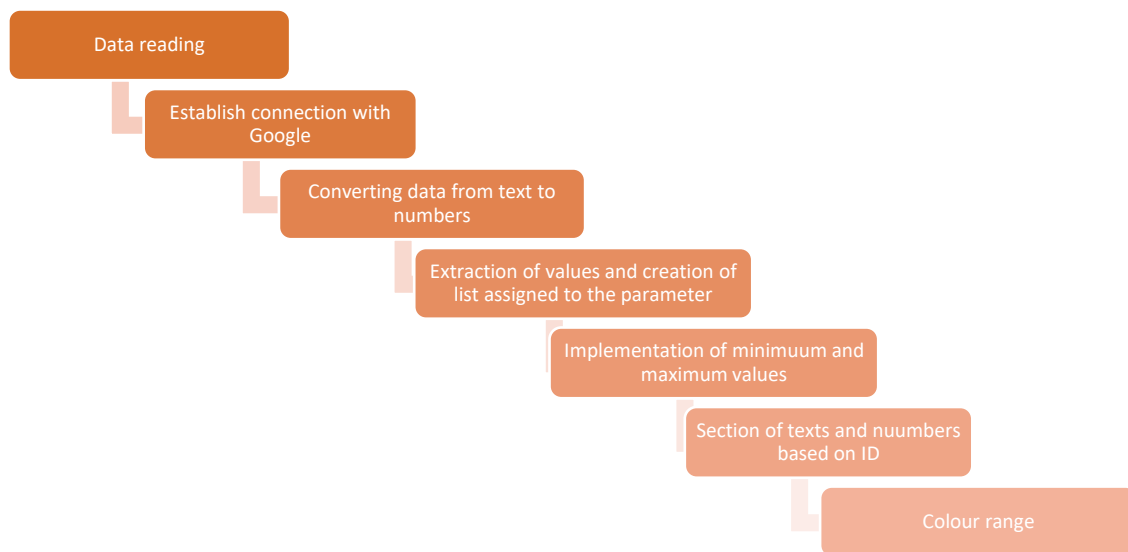 Data reading
Establish connection with
Google
Converting data from text to
numbers
Extraction of values and creation of
list assigned to the parameter
Implementation of minimuum and
maximum values
Section of texts and nuumbers
based on ID
Colour range